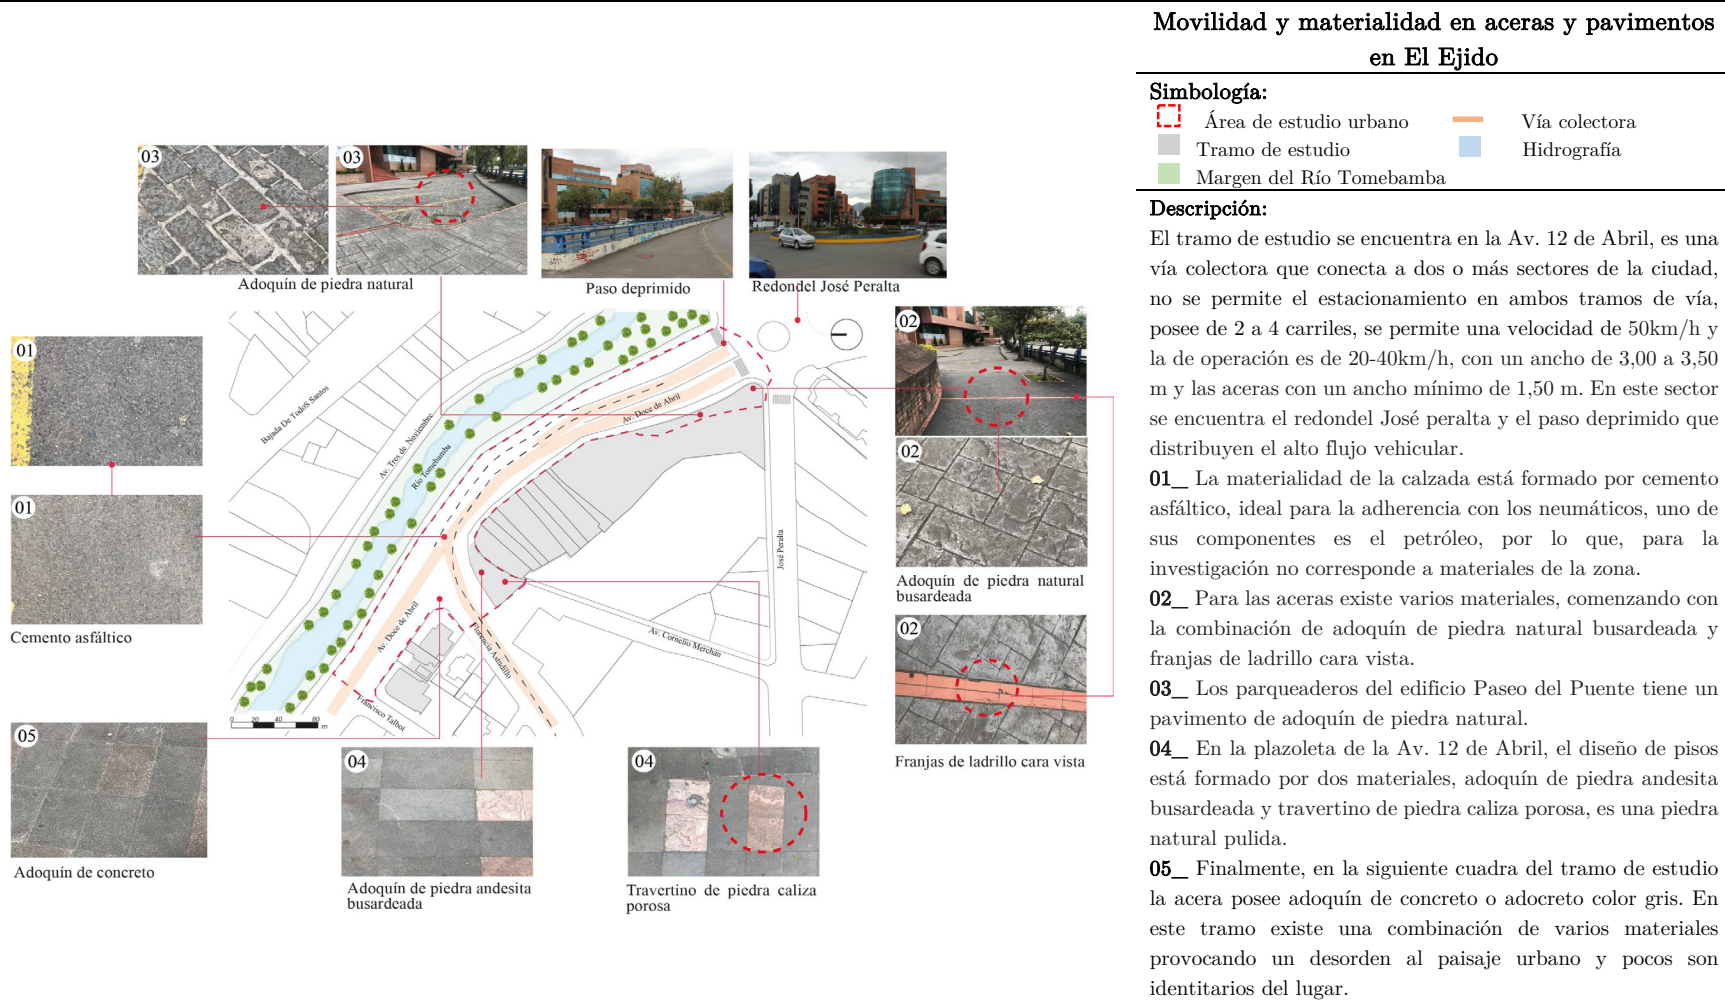 Movilidad y materialidad en aceras y pavimentos
en El Ejido
Simbología:
Área de estudio urbano
Vía colectora
Tramo de estudio
Hidrografía
Margen del Río Tomebamba
Descripción:
El tramo de estudio se encuentra en la Av. 12 de Abril, es una
vía colectora que conecta a dos o más sectores de la ciudad,
no se permite el estacionamiento en ambos tramos de vía,
posee de 2 a 4 carriles, se permite una velocidad de 50km/h y
la de operación es de 20-40km/h, con un ancho de 3,00 a 3,50
m y las aceras con un ancho mínimo de 1,50 m. En este sector
se encuentra el redondel José peralta y el paso deprimido que
distribuyen el alto flujo vehicular.
01_ La materialidad de la calzada está formado por cemento
asfáltico, ideal para la adherencia con los neumáticos, uno de
sus componentes es el petróleo, por lo que, para la
investigación no corresponde a materiales de la zona.
02_ Para las aceras existe varios materiales, comenzando con
la combinación de adoquín de piedra natural busardeada y
franjas de ladrillo cara vista.
03_ Los parqueaderos del edificio Paseo del Puente tiene un
pavimento de adoquín de piedra natural.
04_ En la plazoleta de la Av. 12 de Abril, el diseño de pisos
está formado por dos materiales, adoquín de piedra andesita
busardeada y travertino de piedra caliza porosa, es una piedra
natural pulida.
05_ Finalmente, en la siguiente cuadra del tramo de estudio
la acera posee adoquín de concreto o adocreto color gris. En
este tramo existe una combinación de varios materiales
provocando un desorden al paisaje urbano y pocos son
identitarios del lugar.
03
03
Adoquín de piedra natural
Paso deprimido
Redondel José Peralta
01
01
Cemento asfáltico
02
02
Adoquín de piedra natural
busardeada
02
Franjas de ladrillo cara vista
Bajada De Todos Santos
Av. Tres de Noviembre
Río Tomebamba
Av. Doce de Abril
José Peralta
Av. Cornelio Merchán
Av. Doce de Abril
Florencia Astudillo
Francisco Talbot
0 20 40 80
m
05
Adoquín de concreto
04
Adoquín de piedra andesita
busardeada
04
Travertino de piedra caliza
porosa